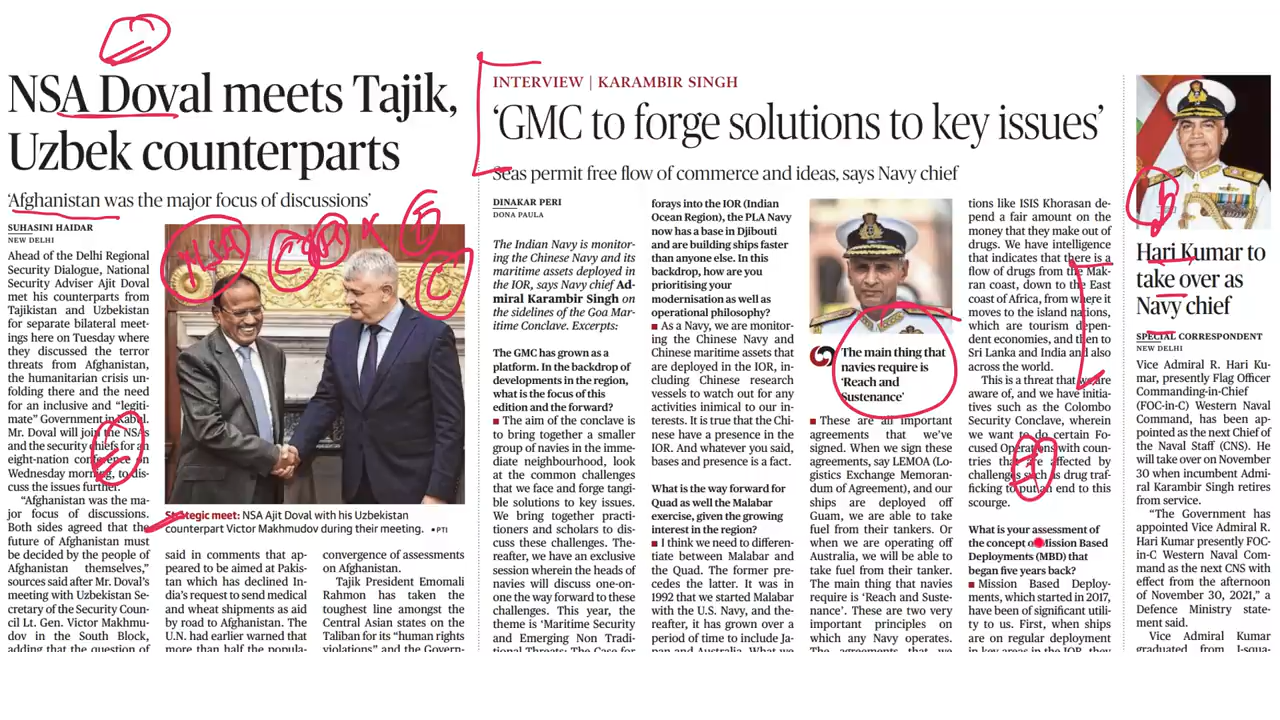 NSA Doval meets Tajik,
Uzbek counterparts
'Afghanistan was the major focus of discussions'
SUHASINI HAIDAR
NEW DELHI
Ahead of the Delhi Regional
Security Dialogue, National
Security Adviser Ajit Doval
met his counterparts from
Tajikistan and Uzbekistan
for separate bilateral meet-
ings here on Tuesday where
they discussed the terror
threats from Afghanistan,
the humanitarian crisis un-
folding there and the need
for an inclusive and "legiti-
mate" Government in Kabul.
Mr. Doval will join the NSAs
and the security chiefs for an
eight-nation conference on
Wednesday morning, to dis-
cuss the issues further.
"Afghanistan was the ma-
jor focus of discussions.
Both sides agreed that the
future of Afghanistan must
be decided by the people of
Afghanistan themselves,"
sources said after Mr. Doval's
meeting with Uzbekistan Se-
cretary of the Security Coun-
cil Lt. Gen. Victor Makhmu-
dov in the South Block,
adding that the question of
Strategic meet: NSA Ajit Doval with his Uzbekistan
counterpart Victor Makhmudov during their meeting. •PTI
said in comments that ap-
peared to be aimed at Pakis-
tan which has declined In-
dia's request to send medical
and wheat shipments as aid
by road to Afghanistan. The
U.N. had earlier warned that
more than half the popula-
convergence of assessments
on Afghanistan.
Tajik President Emomali
Rahmon has taken the
toughest line amongst the
Central Asian states on the
Taliban for its "human rights
violations" and the Govern-
INTERVIEW | KARAMBIR SINGH
'GMC to forge solutions to key issues'
Seas permit free flow of commerce and ideas, says Navy chief
DINAKAR PERI
DONA PAULA
The Indian Navy is monitor-
ing the Chinese Navy and its
maritime assets deployed in
the IOR, says Navy chief Ad-
miral Karambir Singh on
the sidelines of the Goa Mar-
itime Conclave. Excerpts:
The GMC has grown as a
platform. In the backdrop of
developments in the region,
what is the focus of this
edition and the forward?
■ The aim of the conclave is
to bring together a smaller
group of navies in the imme-
diate neighbourhood, look
at the common challenges
that we face and forge tangi-
ble solutions to key issues.
We bring together practi-
tioners and scholars to dis-
cuss these challenges. The-
reafter, we have an exclusive
session wherein the heads of
navies will discuss one-on-
one the way forward to these
challenges. This year, the
theme is 'Maritime Security
and Emerging Non Tradi-
tional Threats: The Case for
forays into the IOR (Indian
Ocean Region), the PLA Navy
now has a base in Djibouti
and are building ships faster
than anyone else. In this
backdrop, how are you
prioritising your
modernisation as well as
operational philosophy?
■ As a Navy, we are monitor-
ing the Chinese Navy and
Chinese maritime assets that
are deployed in the IOR, in-
cluding Chinese research
vessels to watch out for any
activities inimical to our in-
terests. It is true that the Chi-
nese have a presence in the
IOR. And whatever you said,
bases and presence is a fact.
What is the way forward for
Quad as well the Malabar
exercise, given the growing
interest in the region?
■ I think we need to differen-
tiate between Malabar and
the Quad. The former pre-
cedes the latter. It was in
1992 that we started Malabar
with the U.S. Navy, and the-
reafter, it has grown over a
period of time to include Ja-
pan and Australia. What we
The main thing that
navies require is
'Reach and
Sustenance'
■ These are all important
agreements that we've
signed. When we sign these
agreements, say LEMOA (Lo-
gistics Exchange Memoran-
dum of Agreement), and our
ships are deployed off
Guam, we are able to take
fuel from their tankers. Or
when we are operating off
Australia, we will be able to
take fuel from their tanker.
The main thing that navies
require is 'Reach and Suste-
nance'. These are two very
important principles on
which any Navy operates.
The agreements that we
tions like ISIS Khorasan de-
pend a fair amount on the
money that they make out of
drugs. We have intelligence
that indicates that there is a
flow of drugs from the Mak-
ran coast, down to the East
coast of Africa, from where it
moves to the island nations,
which are tourism depen-
dent economies, and then to
Sri Lanka and India and also
across the world.
This is a threat that we are
aware of, and we have initi-
atives such as the Colombo
Security Conclave, wherein
we want to do certain Fo-
cused Operations with coun-
tries that are affected by
challenges such as drug traf-
ficking to put an end to this
scourge.
What is your assessment of
the concept of Mission Based
Deployments (MBD) that
began five years back?
■ Mission Based Deploy-
ments, which started in 2017,
have been of significant utili-
ty to us. First, when ships
are on regular deployment
in key areas in the IOR, they
Hari Kumar to
take over as
Navy chief
SPECIAL CORRESPONDENT
NEW DELHI
Vice Admiral R. Hari Ku-
mar, presently Flag Officer
Commanding-in-Chief
(FOC-in-C) Western Naval
Command, has been ap-
pointed as the next Chief of
the Naval Staff (CNS). He
will take over on November
30 when incumbent Admi-
ral Karambir Singh retires
from service.
"The Government has
appointed Vice Admiral R.
Hari Kumar presently FOC-
in-C Western Naval Com-
mand as the next CNS with
effect from the afternoon
of November 30, 2021," a
Defence Ministry state-
ment said.
Vice Admiral Kumar
graduated from J-squa-